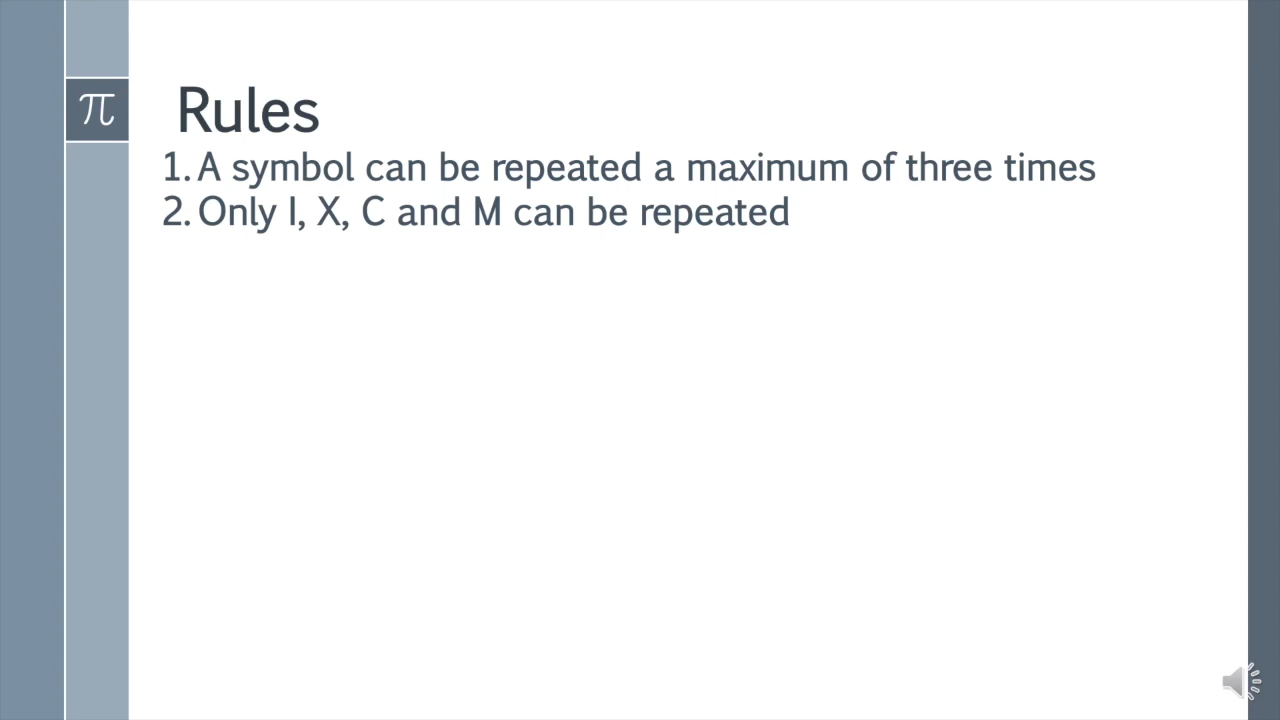 π
Rules
1. A symbol can be repeated a maximum of three times
2. Only I, X, C and M can be repeated